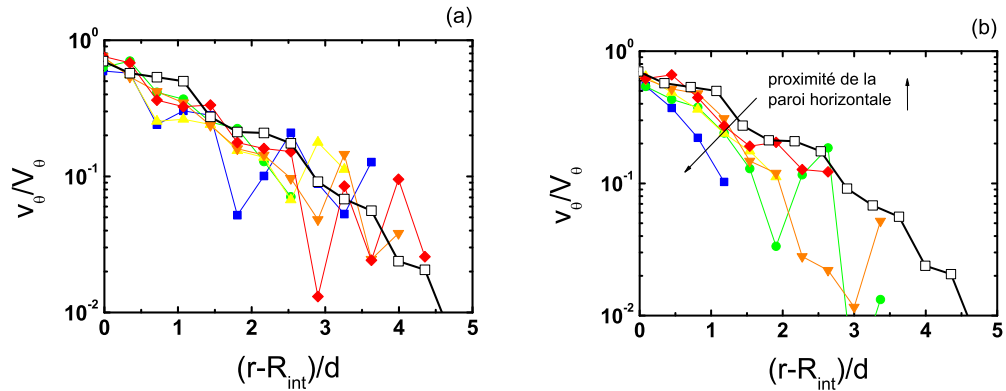 (a)
10^0
10^-1
10^-2
v_θ/V_θ
0 1 2 3 4 5
(r-R_int)/d
(b)
10^0
10^-1
10^-2
v_θ/V_θ
proximité de la
paroi horizontale
0 1 2 3 4 5
(r-R_int)/d